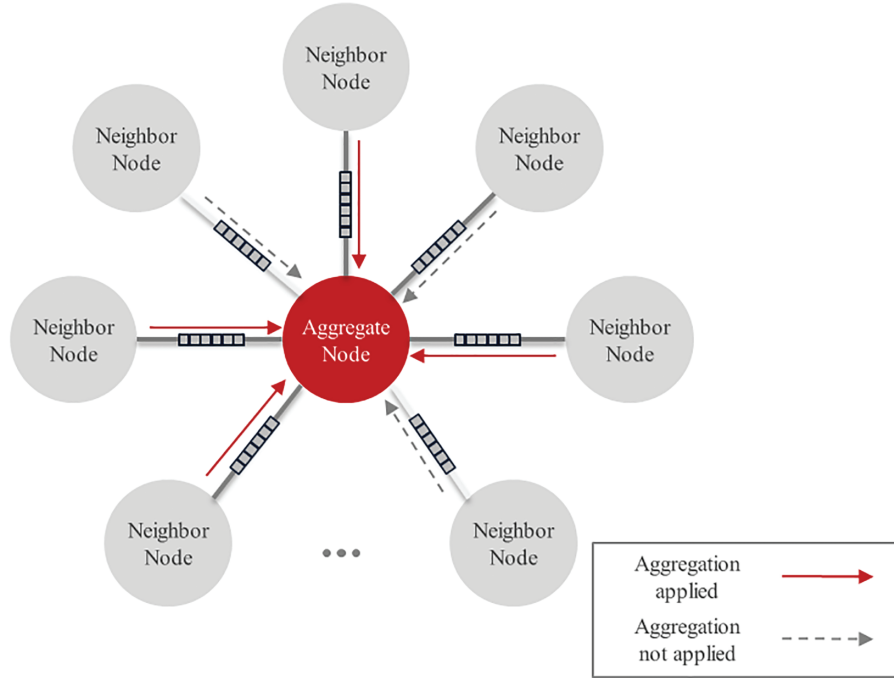 Neighbor
Node
Neighbor
Node
Neighbor
Node
Neighbor
Node
Aggregate
Node
Neighbor
Node
Neighbor
Node
Neighbor
Node
Aggregation
applied
Aggregation
not applied